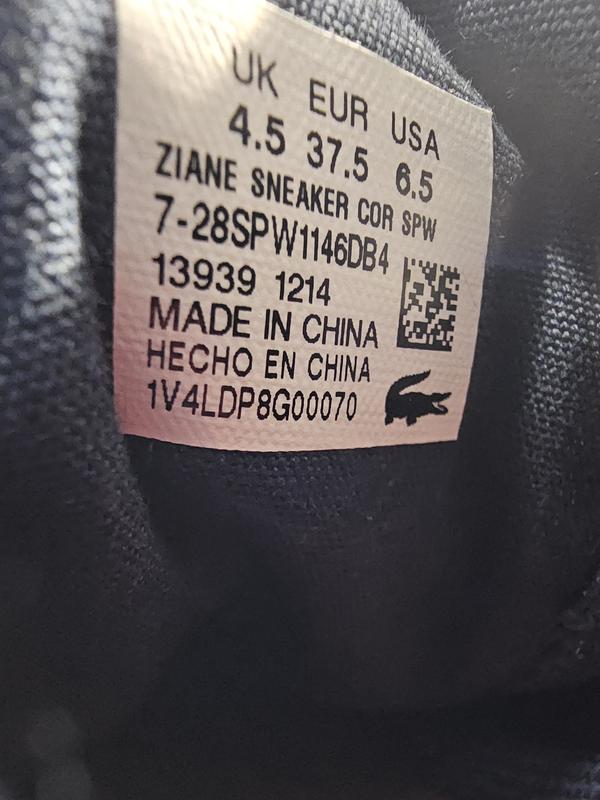 UK EUR USA
4.5 37.5 6.5
ZIANE SNEAKER COR SPW
7-28SPW1146DB4
13939 1214
MADE IN CHINA
HECHO EN CHINA
1V4LDP8G00070